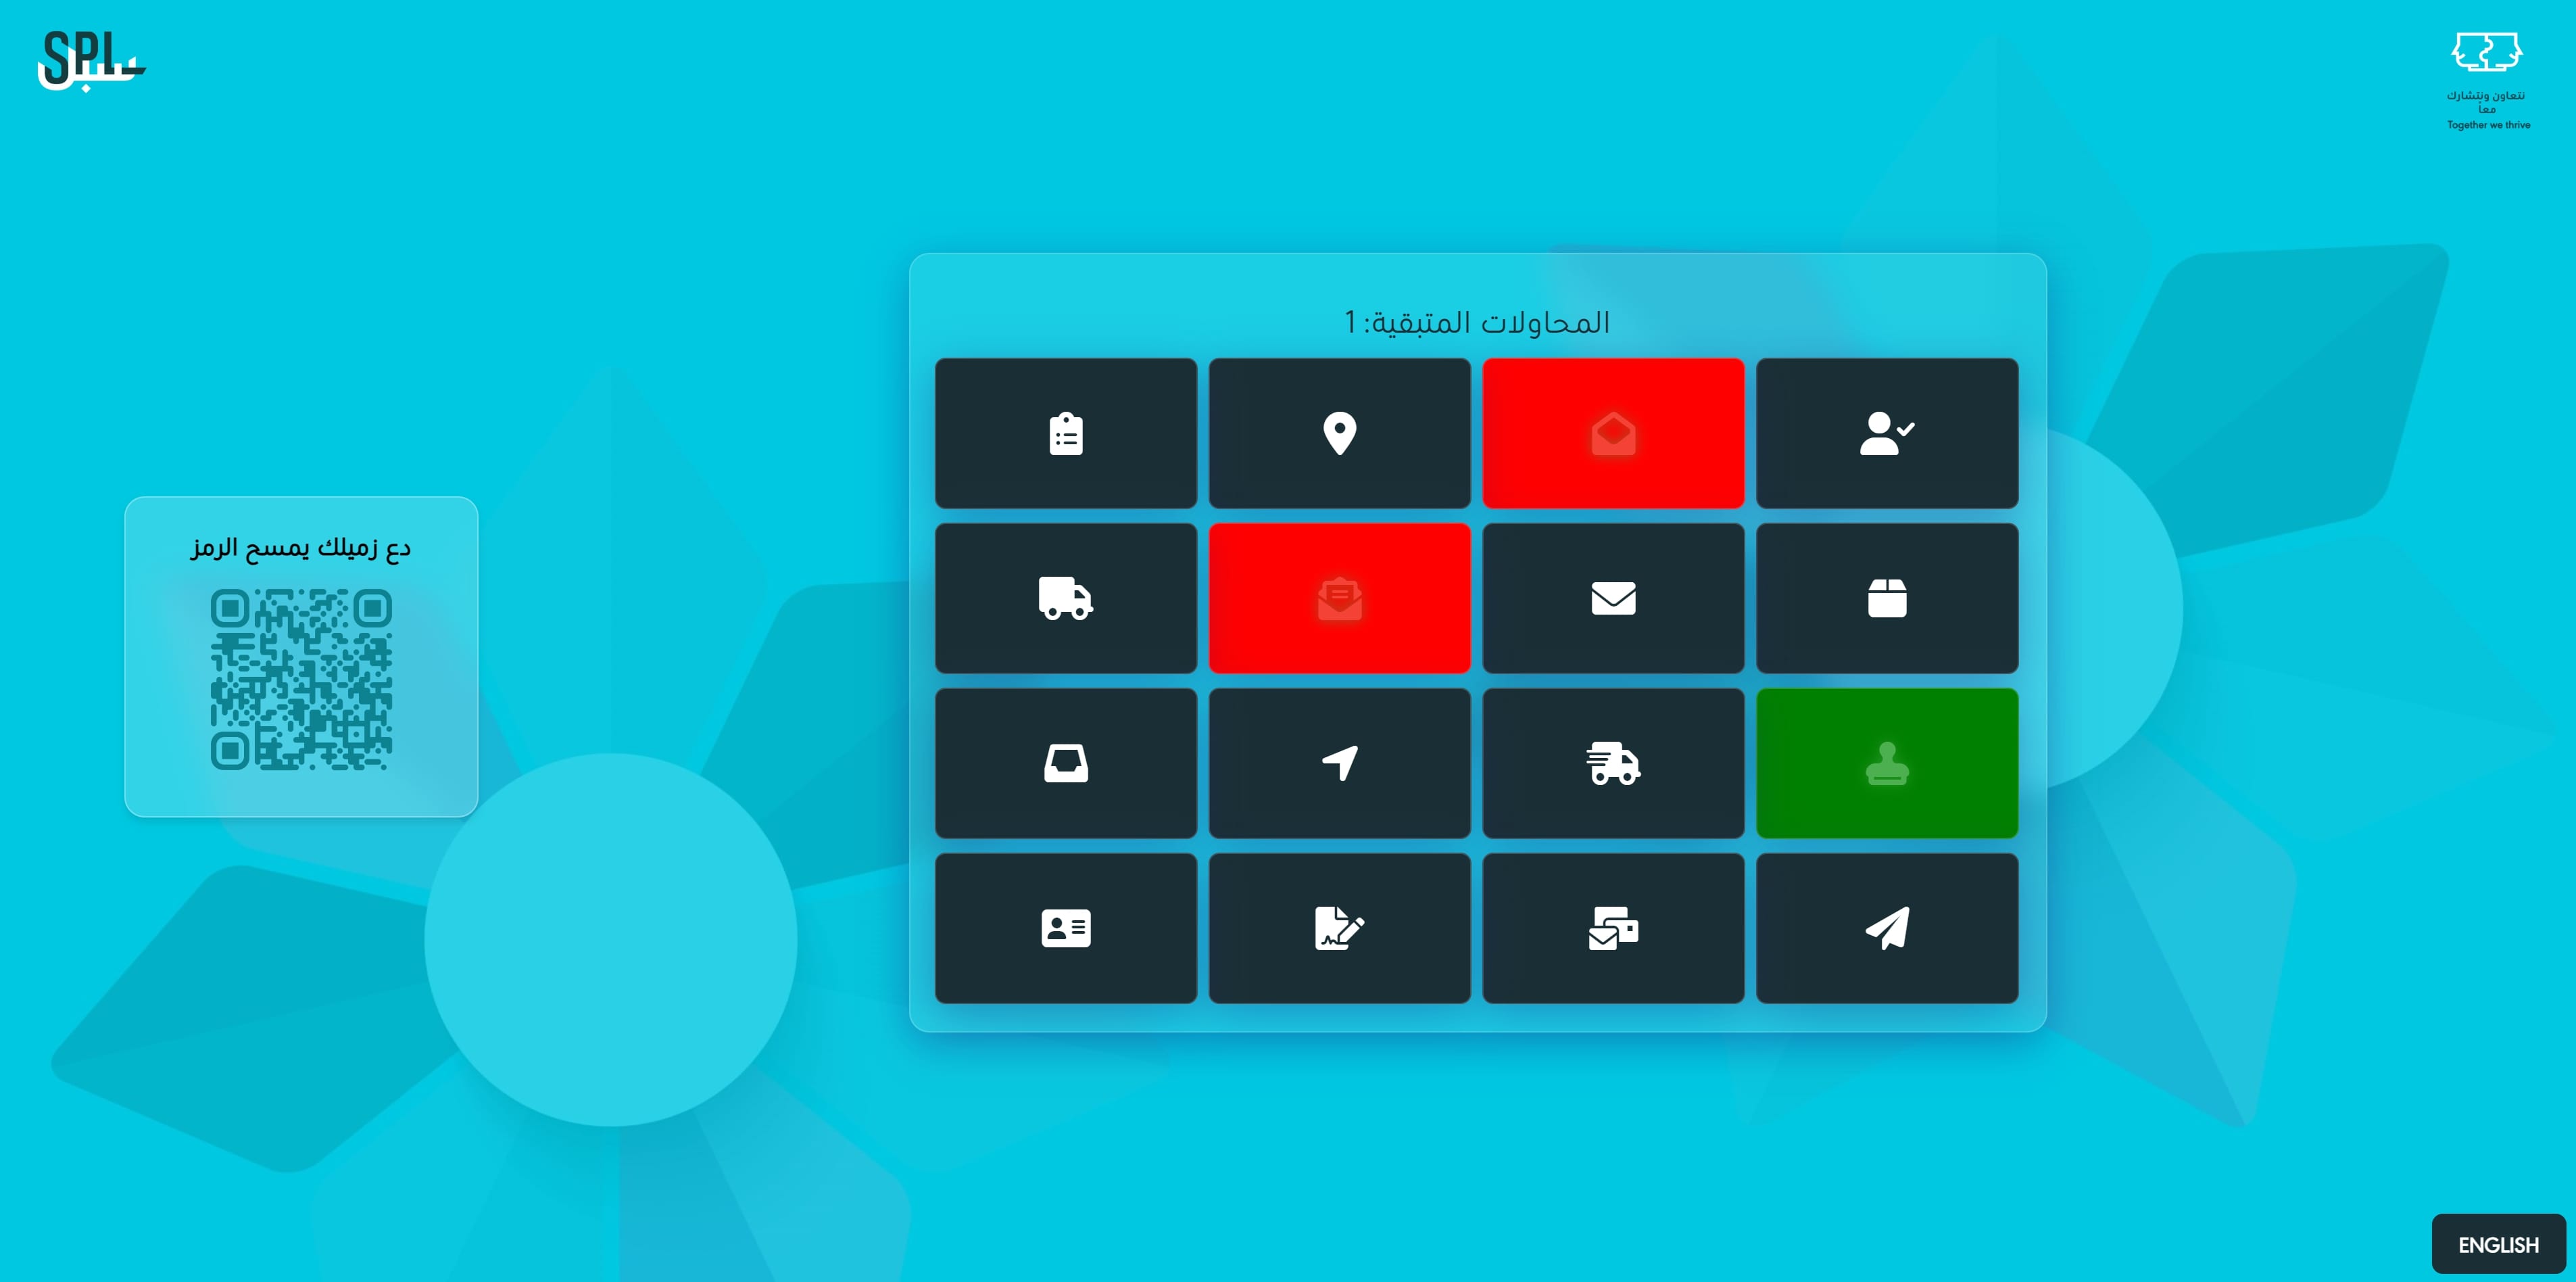 SPL
سبل
نتعاون ونتشارك
معاً
Together we thrive
المحاولات المتبقية: 1
دع زميلك يمسح الرمز
ENGLISH